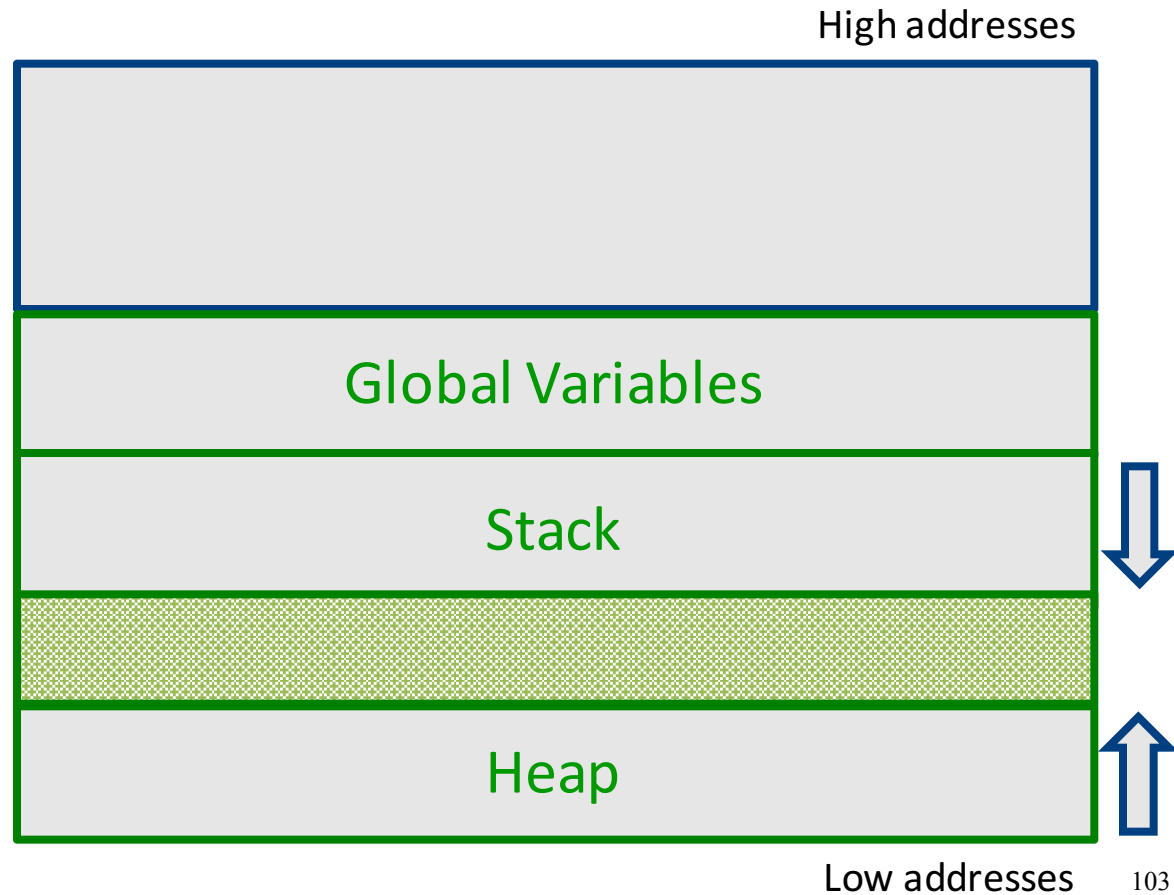 High addresses
Global Variables
Stack
Heap
Low addresses
103